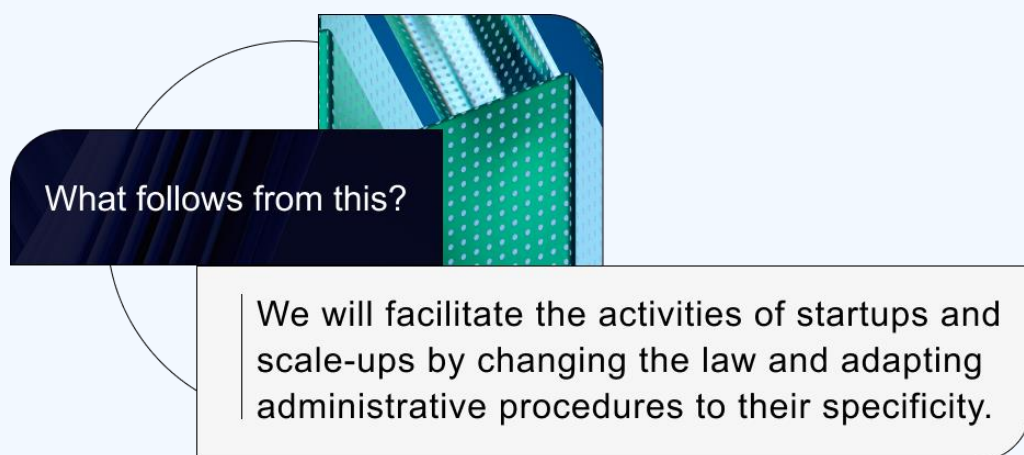 What follows from this?
We will facilitate the activities of startups and
scale-ups by changing the law and adapting
administrative procedures to their specificity.